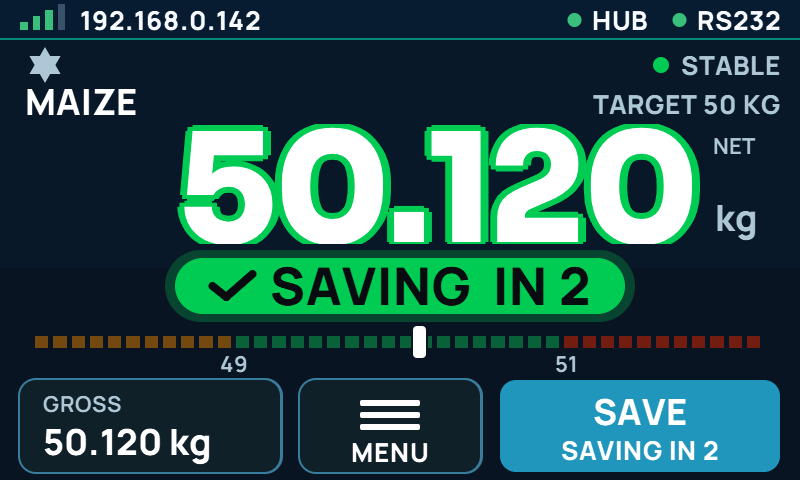 192.168.0.142
HUB
RS232
MAIZE
STABLE
TARGET 50 KG
50.120
NET
kg
SAVING IN 2
49
51
GROSS
50.120 kg
MENU
SAVE
SAVING IN 2